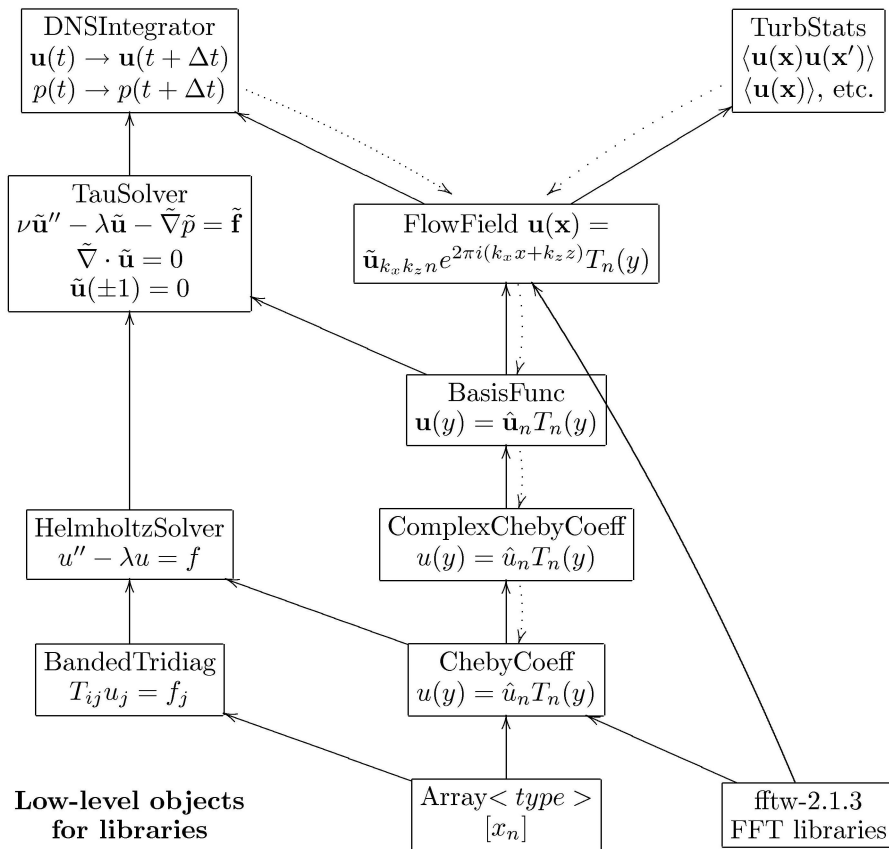 DNSIntegrator
𝐮(t) → 𝐮(t + Δt)
p(t) → p(t + Δt)
TurbStats
⟨𝐮(𝐱)𝐮(𝐱′)⟩
⟨𝐮(𝐱)⟩, etc.
TauSolver
ν𝐮̃′′ − λ𝐮̃ − ∇̃p̃ = 𝐟̃
∇̃ · 𝐮̃ = 0
𝐮̃(±1) = 0
FlowField 𝐮(𝐱) =
𝐮̃_{k_x k_z n} e^{2πi(k_x x+k_z z)} T_n(y)
BasisFunc
𝐮(y) = 𝐮̂_n T_n(y)
HelmholtzSolver
u′′ − λu = f
ComplexChebyCoeff
u(y) = û_n T_n(y)
BandedTridiag
T_{ij} u_j = f_j
ChebyCoeff
u(y) = û_n T_n(y)
Low-level objects
for libraries
Array< type >
[x_n]
fftw-2.1.3
FFT libraries